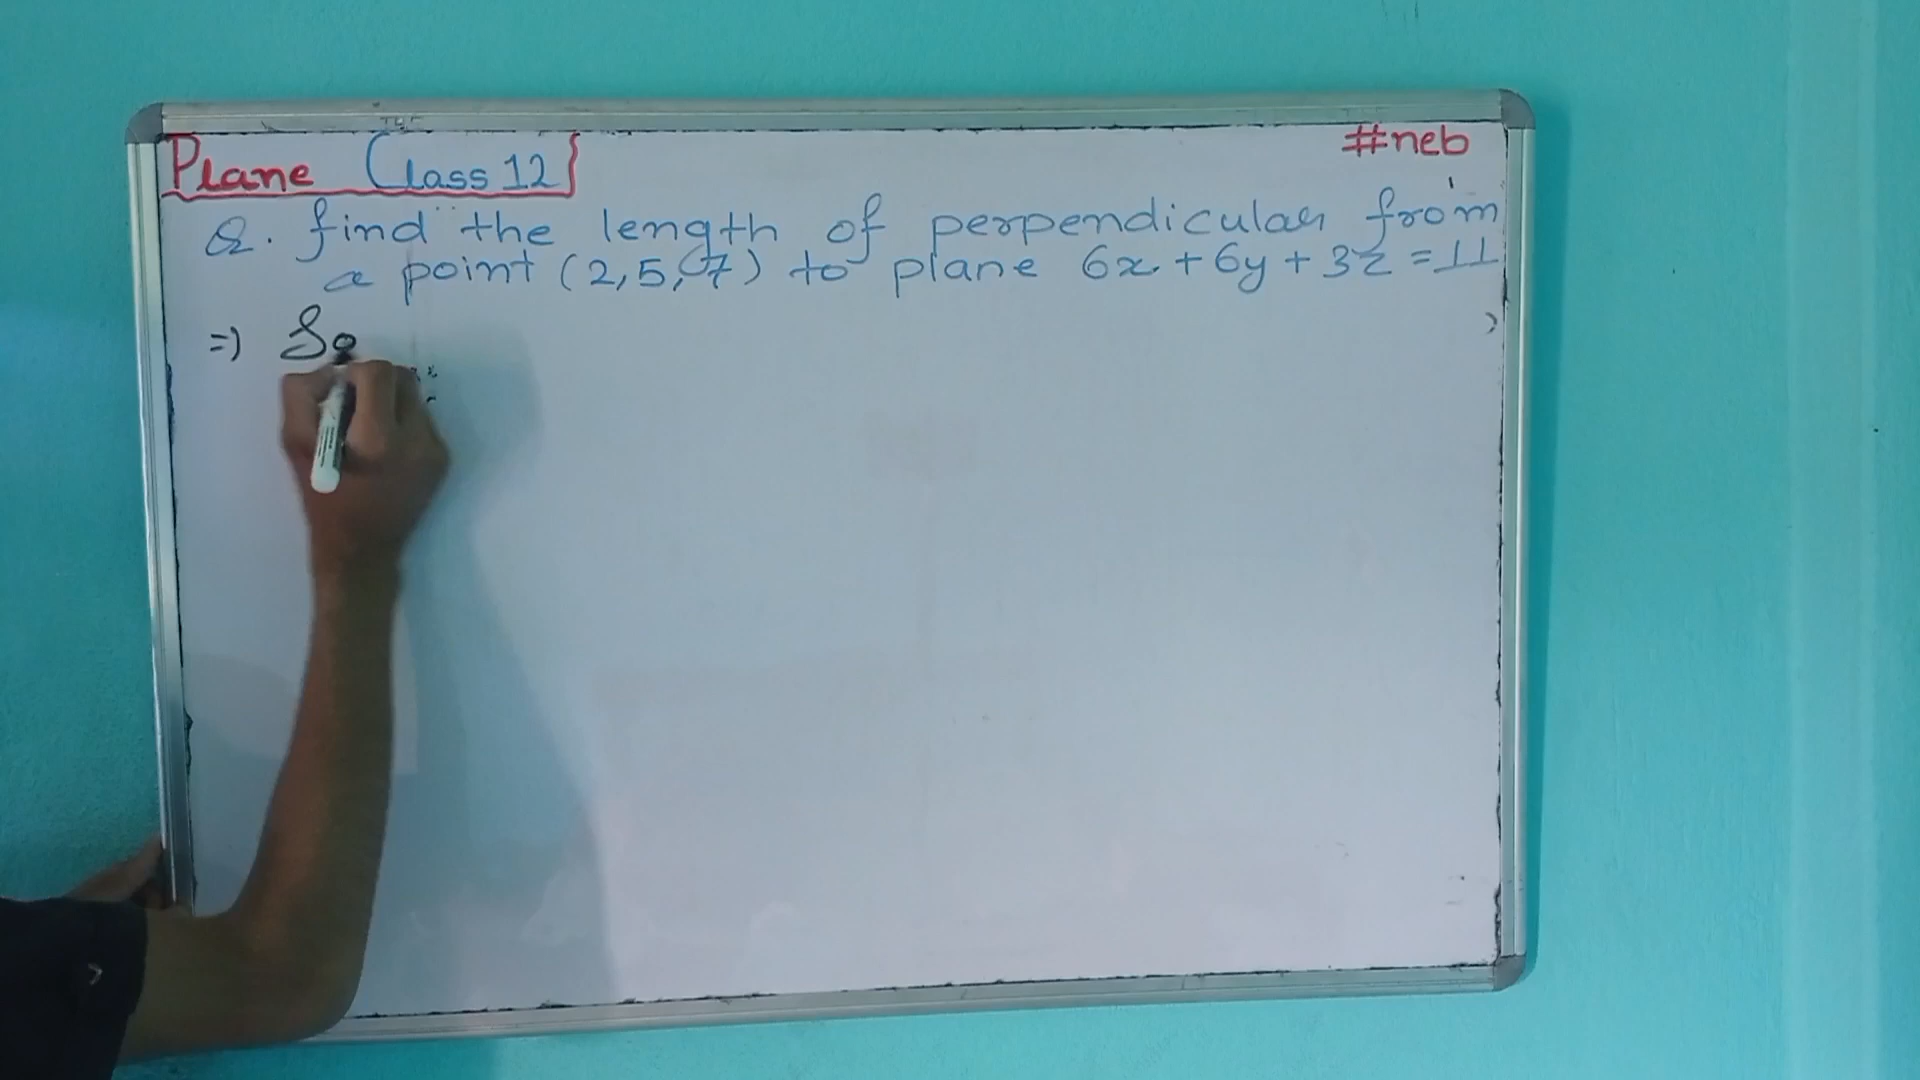 Plane Class 12
#neb
Q. find the length of perpendicular from
a point (2,5,7) to plane 6x + 6y + 3z = 11
=) So